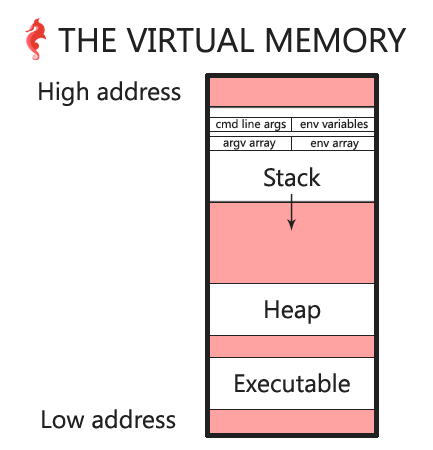 THE VIRTUAL MEMORY
High address
cmd line args env variables
argv array env array
Stack
Heap
Executable
Low address